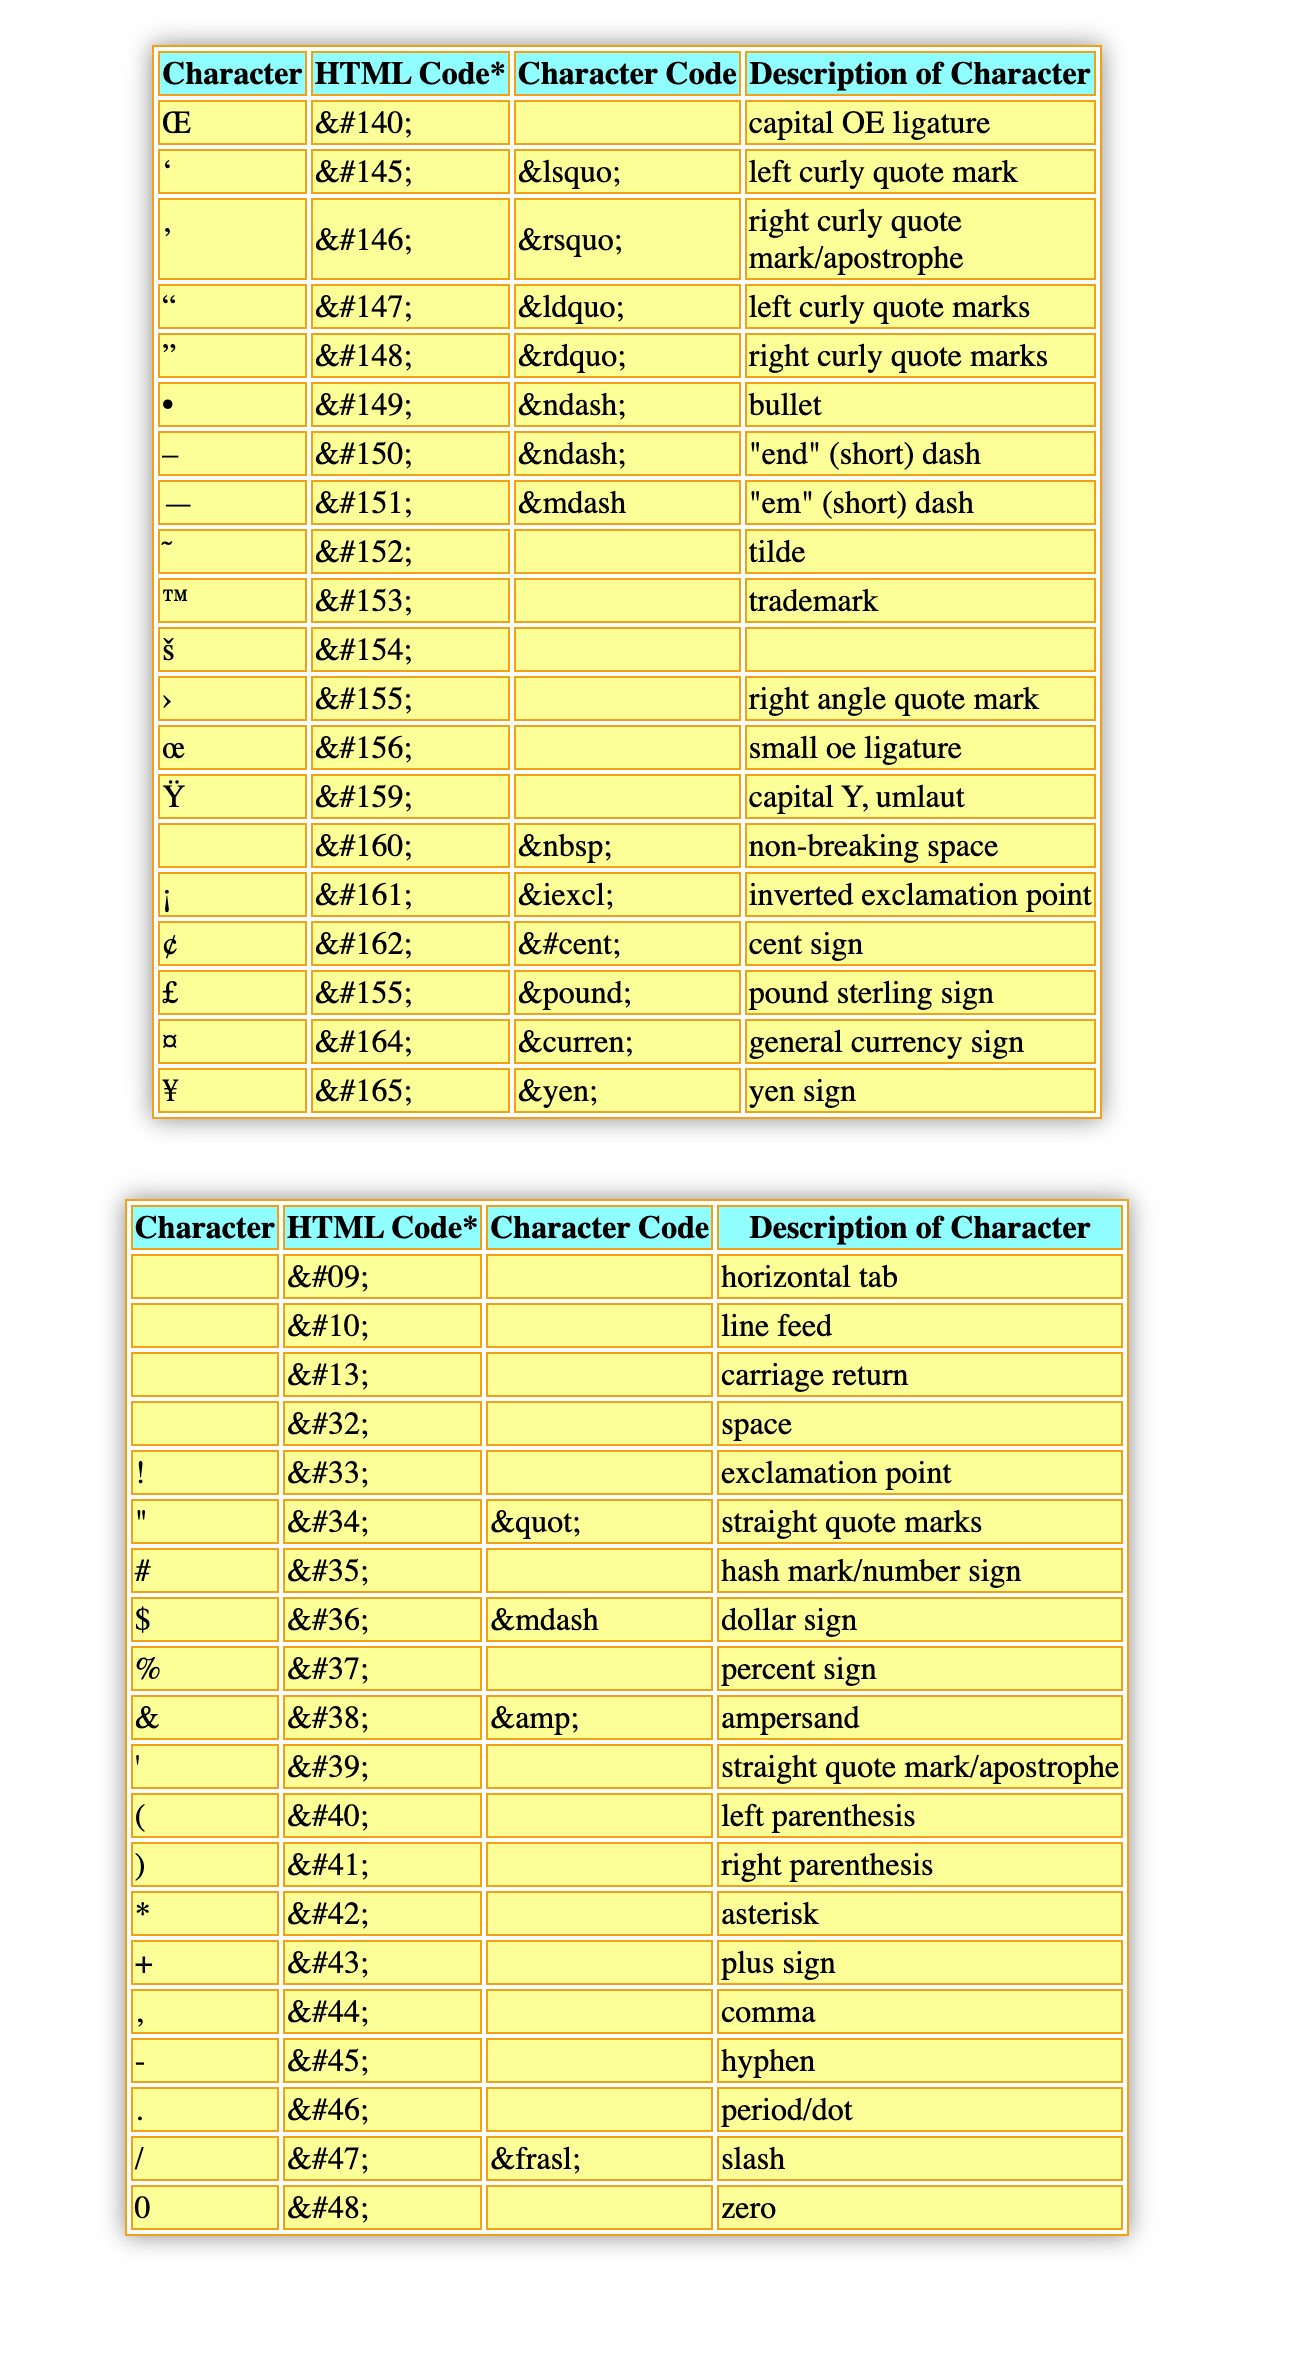 Character HTML Code* Character Code Description of Character
Œ &#140; capital OE ligature
‘ &#145; &lsquo; left curly quote mark
’ &#146; &rsquo; right curly quote
mark/apostrophe
“ &#147; &ldquo; left curly quote marks
” &#148; &rdquo; right curly quote marks
• &#149; &ndash; bullet
– &#150; &ndash; "end" (short) dash
— &#151; &mdash "em" (short) dash
˜ &#152; tilde
™ &#153; trademark
š &#154;
› &#155; right angle quote mark
œ &#156; small oe ligature
Ÿ &#159; capital Y, umlaut
&#160; &nbsp; non-breaking space
¡ &#161; &iexcl; inverted exclamation point
¢ &#162; &#cent; cent sign
£ &#155; &pound; pound sterling sign
¤ &#164; &curren; general currency sign
¥ &#165; &yen; yen sign
Character HTML Code* Character Code Description of Character
&#09; horizontal tab
&#10; line feed
&#13; carriage return
&#32; space
! &#33; exclamation point
" &#34; &quot; straight quote marks
# &#35; hash mark/number sign
$ &#36; &mdash dollar sign
% &#37; percent sign
& &#38; &amp; ampersand
' &#39; straight quote mark/apostrophe
( &#40; left parenthesis
) &#41; right parenthesis
* &#42; asterisk
+ &#43; plus sign
, &#44; comma
- &#45; hyphen
. &#46; period/dot
/ &#47; &frasl; slash
0 &#48; zero